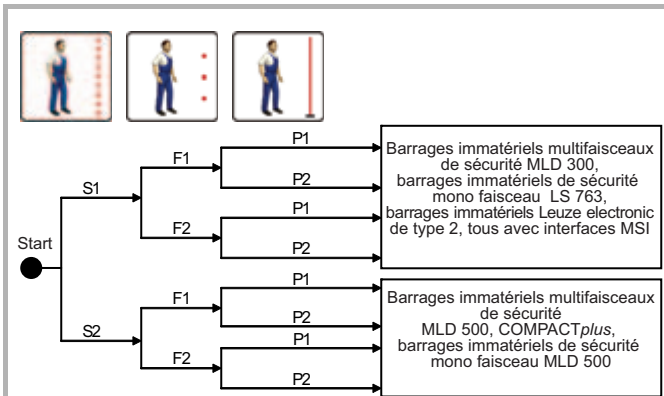 P1
F1
Barrages immatériels multifaisceaux
de sécurité MLD 300,
barrages immatériels de sécurité
mono faisceau LS 763,
barrages immatériels Leuze electronic
de type 2, tous avec interfaces MSI
P2
S1
P1
F2
Start
P2
P1
F1
Barrages immatériels multifaisceaux
de sécurité
MLD 500, COMPACTplus,
barrages immatériels de sécurité
mono faisceau MLD 500
P2
S2
P1
F2
P2